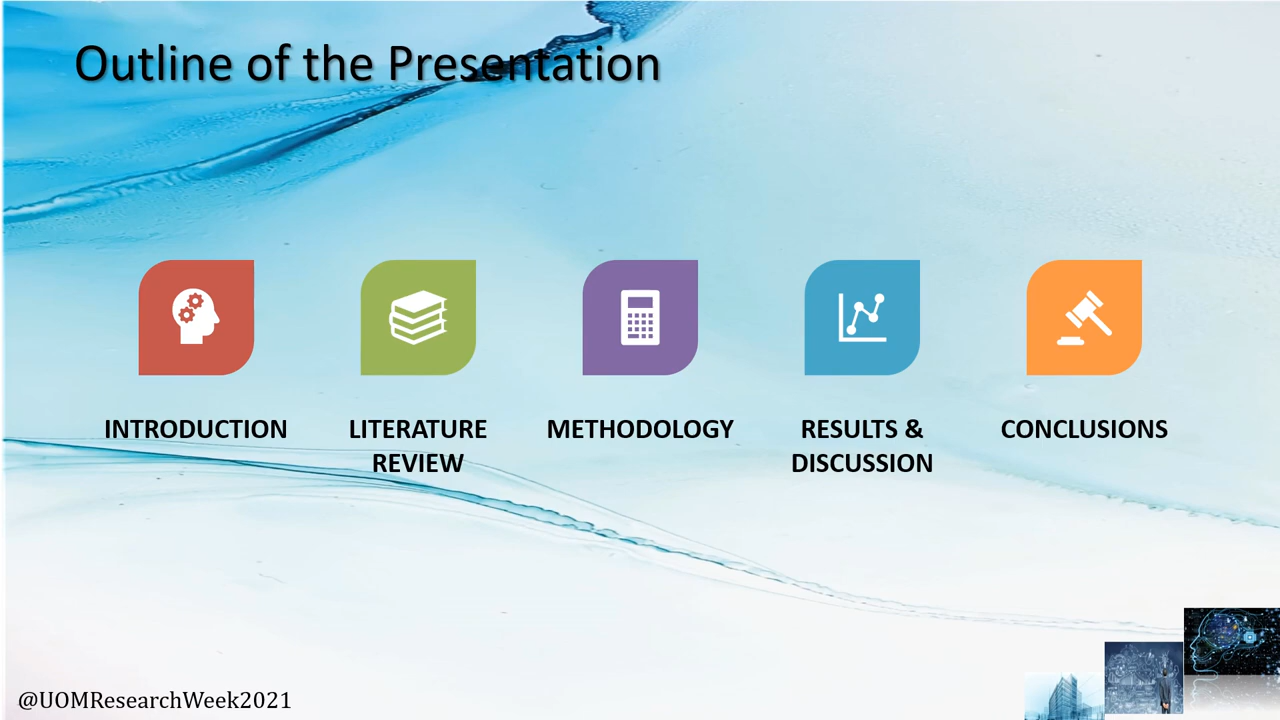 Outline of the Presentation
INTRODUCTION
LITERATURE
REVIEW
METHODOLOGY
RESULTS &
DISCUSSION
CONCLUSIONS
@UOMResearchWeek2021